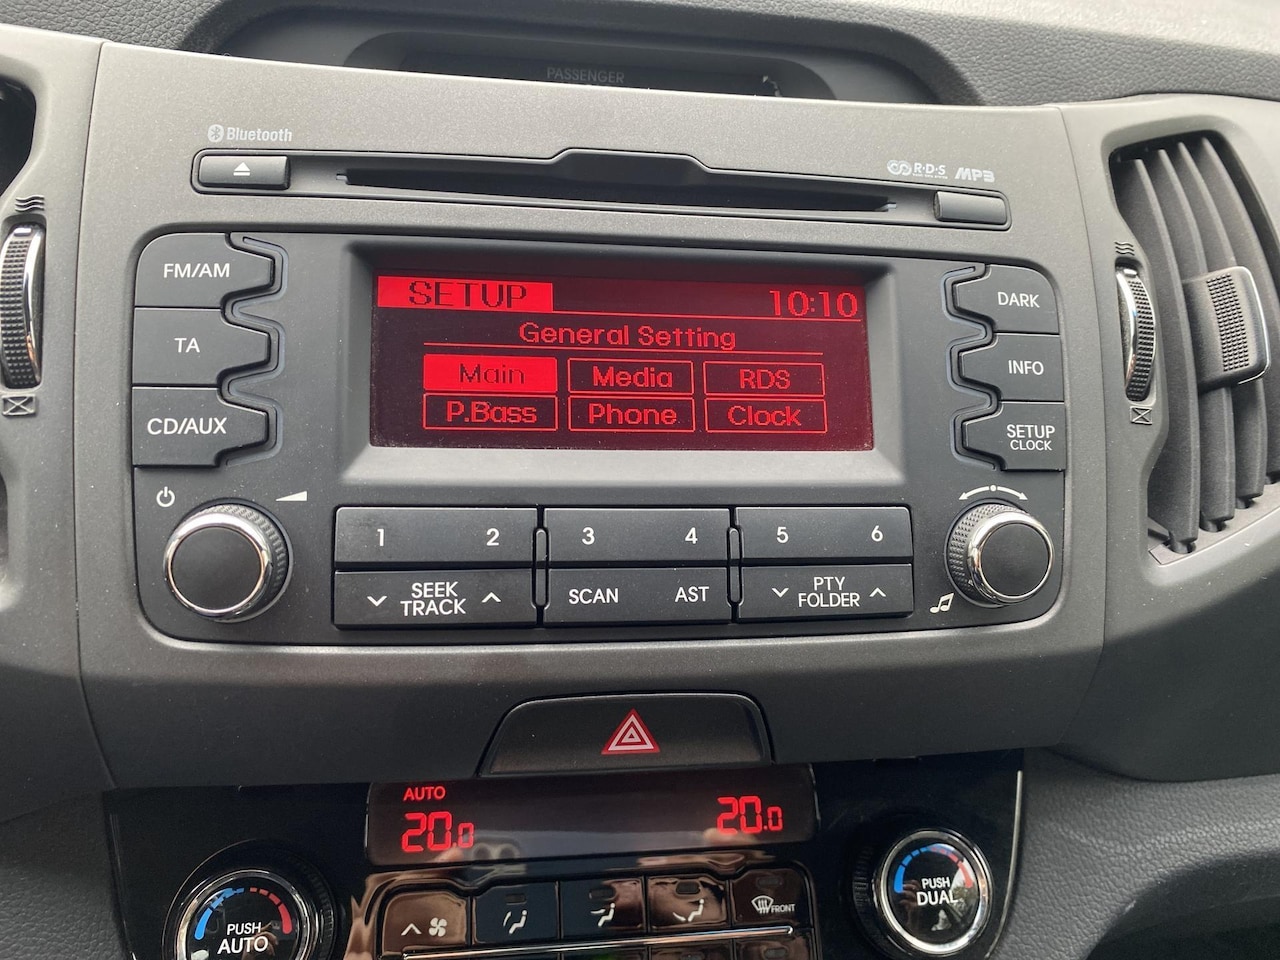 PASSENGER
Bluetooth
R·D·S MP3
FM/AM
TA
CD/AUX
SETUP 10:10
General Setting
Main Media RDS
P.Bass Phone Clock
DARK
INFO
SETUP
CLOCK
1 2 3 4 5 6
SEEK
TRACK
SCAN AST
PTY
FOLDER
AUTO
20.0 20.0
PUSH
AUTO
FRONT
PUSH
DUAL